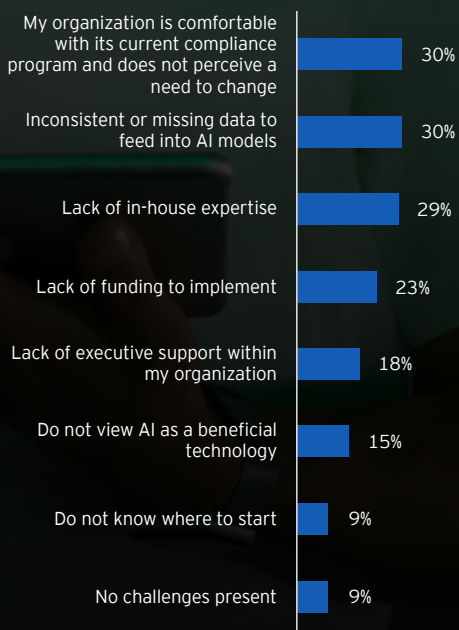 My organization is comfortable
with its current compliance
program and does not perceive a
need to change
30%
Inconsistent or missing data to
feed into AI models
30%
Lack of in-house expertise
29%
Lack of funding to implement
23%
Lack of executive support within
my organization
18%
Do not view AI as a beneficial
technology
15%
Do not know where to start
9%
No challenges present
9%